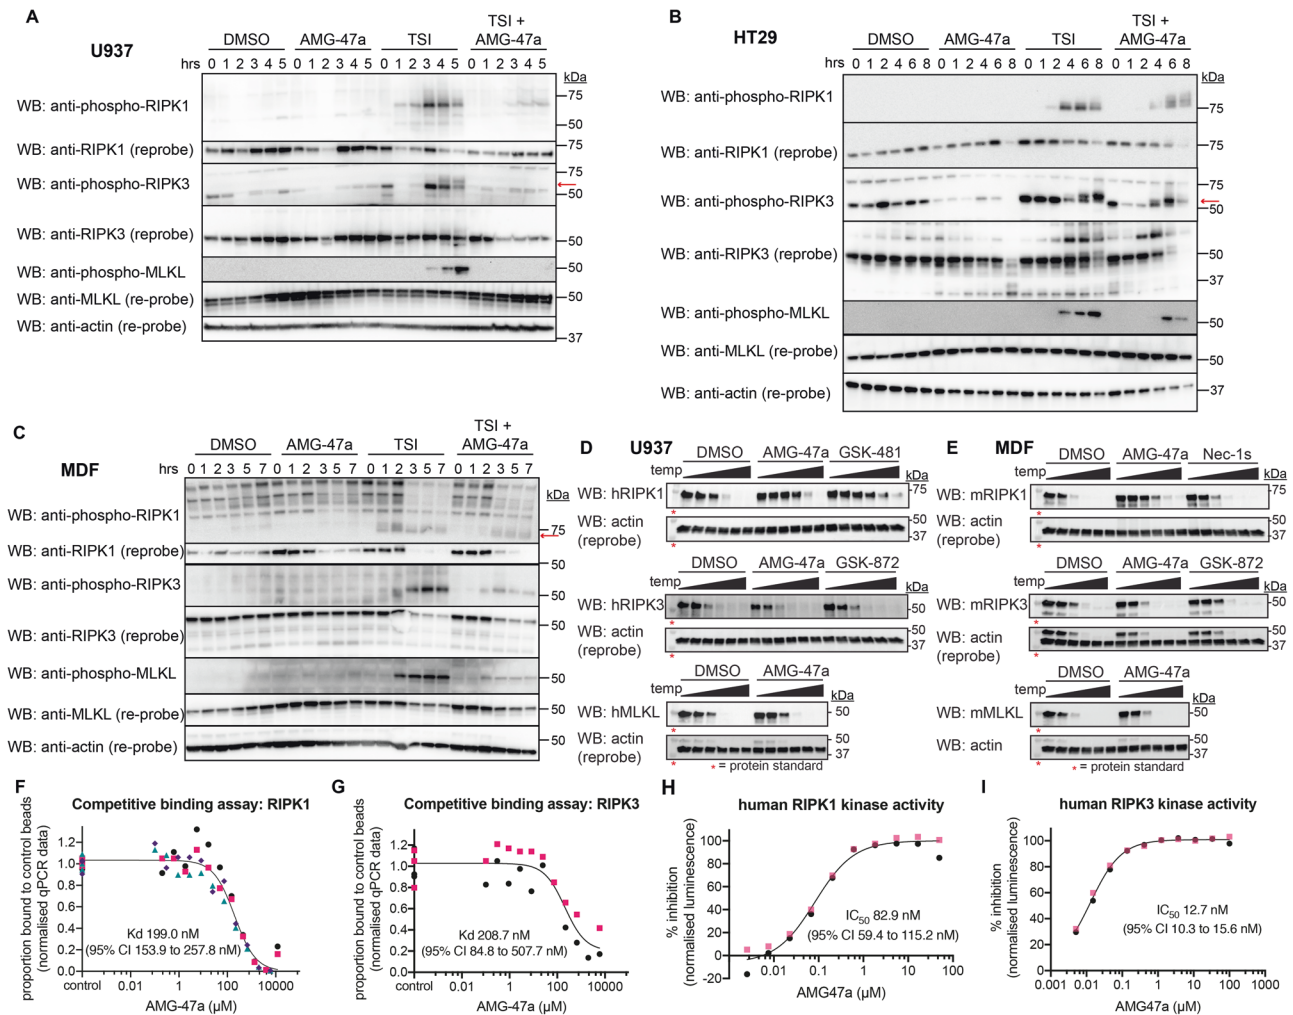 A
U937
DMSO AMG-47a TSI TSI + AMG-47a
hrs 0 1 2 3 4 5 0 1 2 3 4 5 0 1 2 3 4 5 0 1 2 3 4 5
kDa
WB: anti-phospho-RIPK1 75 50
WB: anti-RIPK1 (reprobe) 75
WB: anti-phospho-RIPK3 75 50
WB: anti-RIPK3 (reprobe) 50
WB: anti-phospho-MLKL 50
WB: anti-MLKL (re-probe) 50
WB: anti-actin (re-probe) 37
B
HT29
DMSO AMG-47a TSI TSI + AMG-47a
hrs 0 1 2 4 6 8 0 1 2 4 6 8 0 1 2 4 6 8 0 1 2 4 6 8
kDa
WB: anti-phospho-RIPK1 75
WB: anti-RIPK1 (reprobe) 75
WB: anti-phospho-RIPK3 75 50
WB: anti-RIPK3 (reprobe) 50 37
WB: anti-phospho-MLKL 50
WB: anti-MLKL (re-probe) 50
WB: anti-actin (re-probe) 37
C
MDF
DMSO AMG-47a TSI TSI + AMG-47a
hrs 0 1 2 3 5 7 0 1 2 3 5 7 0 1 2 3 5 7 0 1 2 3 5 7
kDa
WB: anti-phospho-RIPK1 75
WB: anti-RIPK1 (reprobe) 50
WB: anti-phospho-RIPK3 50
WB: anti-RIPK3 (reprobe) 50
WB: anti-phospho-MLKL 50
WB: anti-MLKL (re-probe) 50
WB: anti-actin (re-probe) 50
D U937
DMSO AMG-47a GSK-481
temp kDa
WB: hRIPK1 75
*
WB: actin (reprobe) 50 37
*
DMSO AMG-47a GSK-872
kDa
WB: hRIPK3 50
*
WB: actin (reprobe) 50 37
*
DMSO AMG-47a
temp kDa
WB: hMLKL 50
*
WB: actin (reprobe) 50 37
* * = protein standard
E MDF
DMSO AMG-47a Nec-1s
temp kDa
WB: mRIPK1 75
*
WB: actin (reprobe) 50 37
*
DMSO AMG-47a GSK-872
temp kDa
WB: mRIPK3 50
*
WB: actin (reprobe) 50 37
*
DMSO AMG-47a
temp kDa
WB: mMLKL 50
*
WB: actin 50 37
* * = protein standard
F
Competitive binding assay: RIPK1
proportion bound to control beads
(normalised qPCR data)
1.2
1.0
0.8
0.6
0.4
0.2
0.0
Kd 199.0 nM
(95% CI 153.9 to 257.8 nM)
control 0.01 0.1 1 100 10000
AMG-47a (µM)
G
Competitive binding assay: RIPK3
proportion bound to control beads
(normalised qPCR data)
1.2
1.0
0.8
0.6
0.4
0.2
0.0
Kd 208.7 nM
(95% CI 84.8 to 507.7 nM)
control 0.01 1 100 10000
AMG-47a (µM)
H
human RIPK1 kinase activity
% inhibition
(normalised luminescence)
100
80
60
40
20
0
-20
IC50 82.9 nM
(95% CI 59.4 to 115.2 nM)
0.01 0.1 1 10 100
AMG47a (µM)
I
human RIPK3 kinase activity
% inhibtion
(normalised luminescence)
100
80
60
40
20
0
IC50 12.7 nM
(95% CI 10.3 to 15.6 nM)
0.001 0.01 0.1 1 10 100 1000
AMG47a (µM)